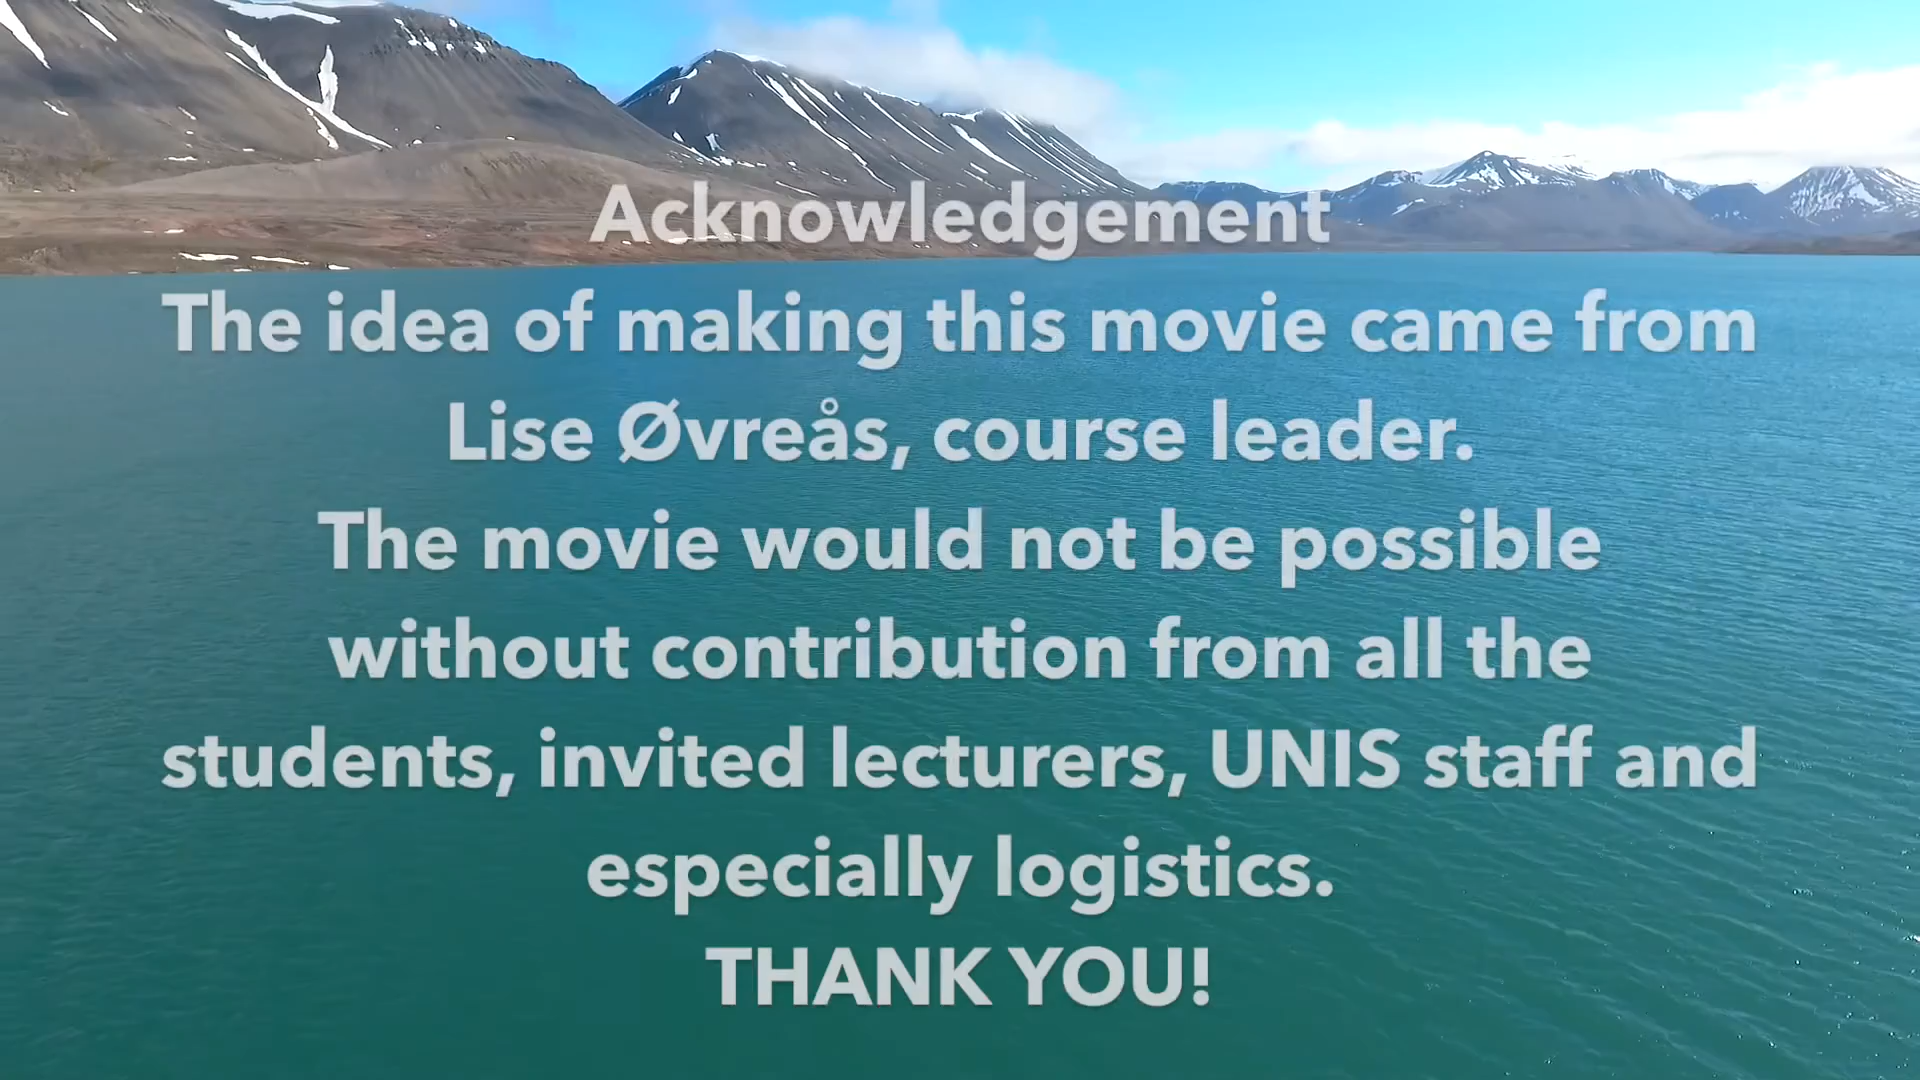 Acknowledgement
The idea of making this movie came from
Lise Øvreås, course leader.
The movie would not be possible
without contribution from all the
students, invited lecturers, UNIS staff and
especially logistics.
THANK YOU!